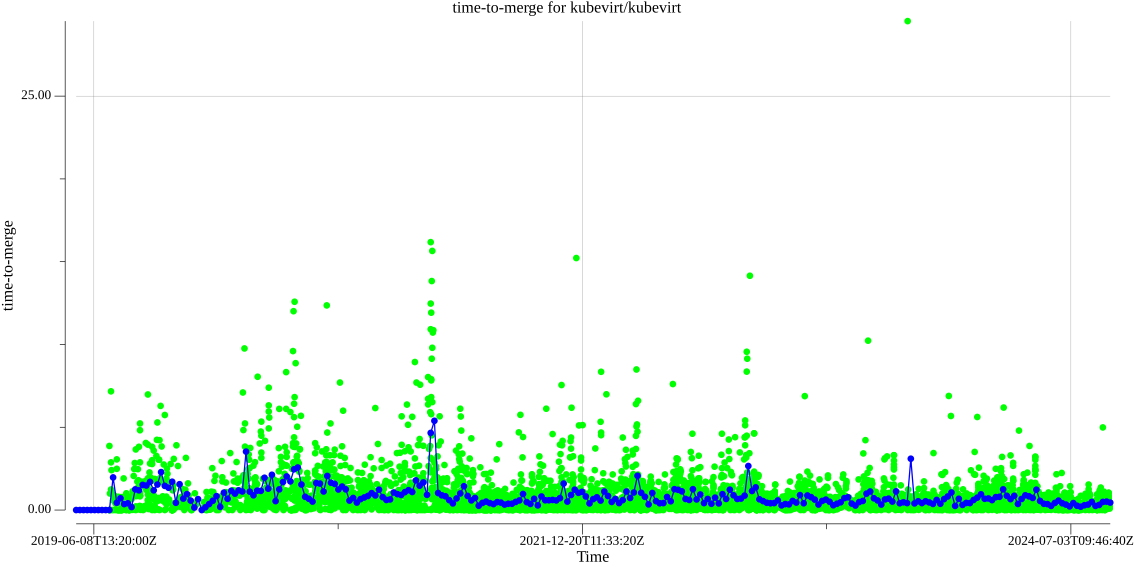 time-to-merge for kubevirt/kubevirt
25.00
time-to-merge
0.00
2019-06-08T13:20:00Z
2021-12-20T11:33:20Z
2024-07-03T09:46:40Z
Time